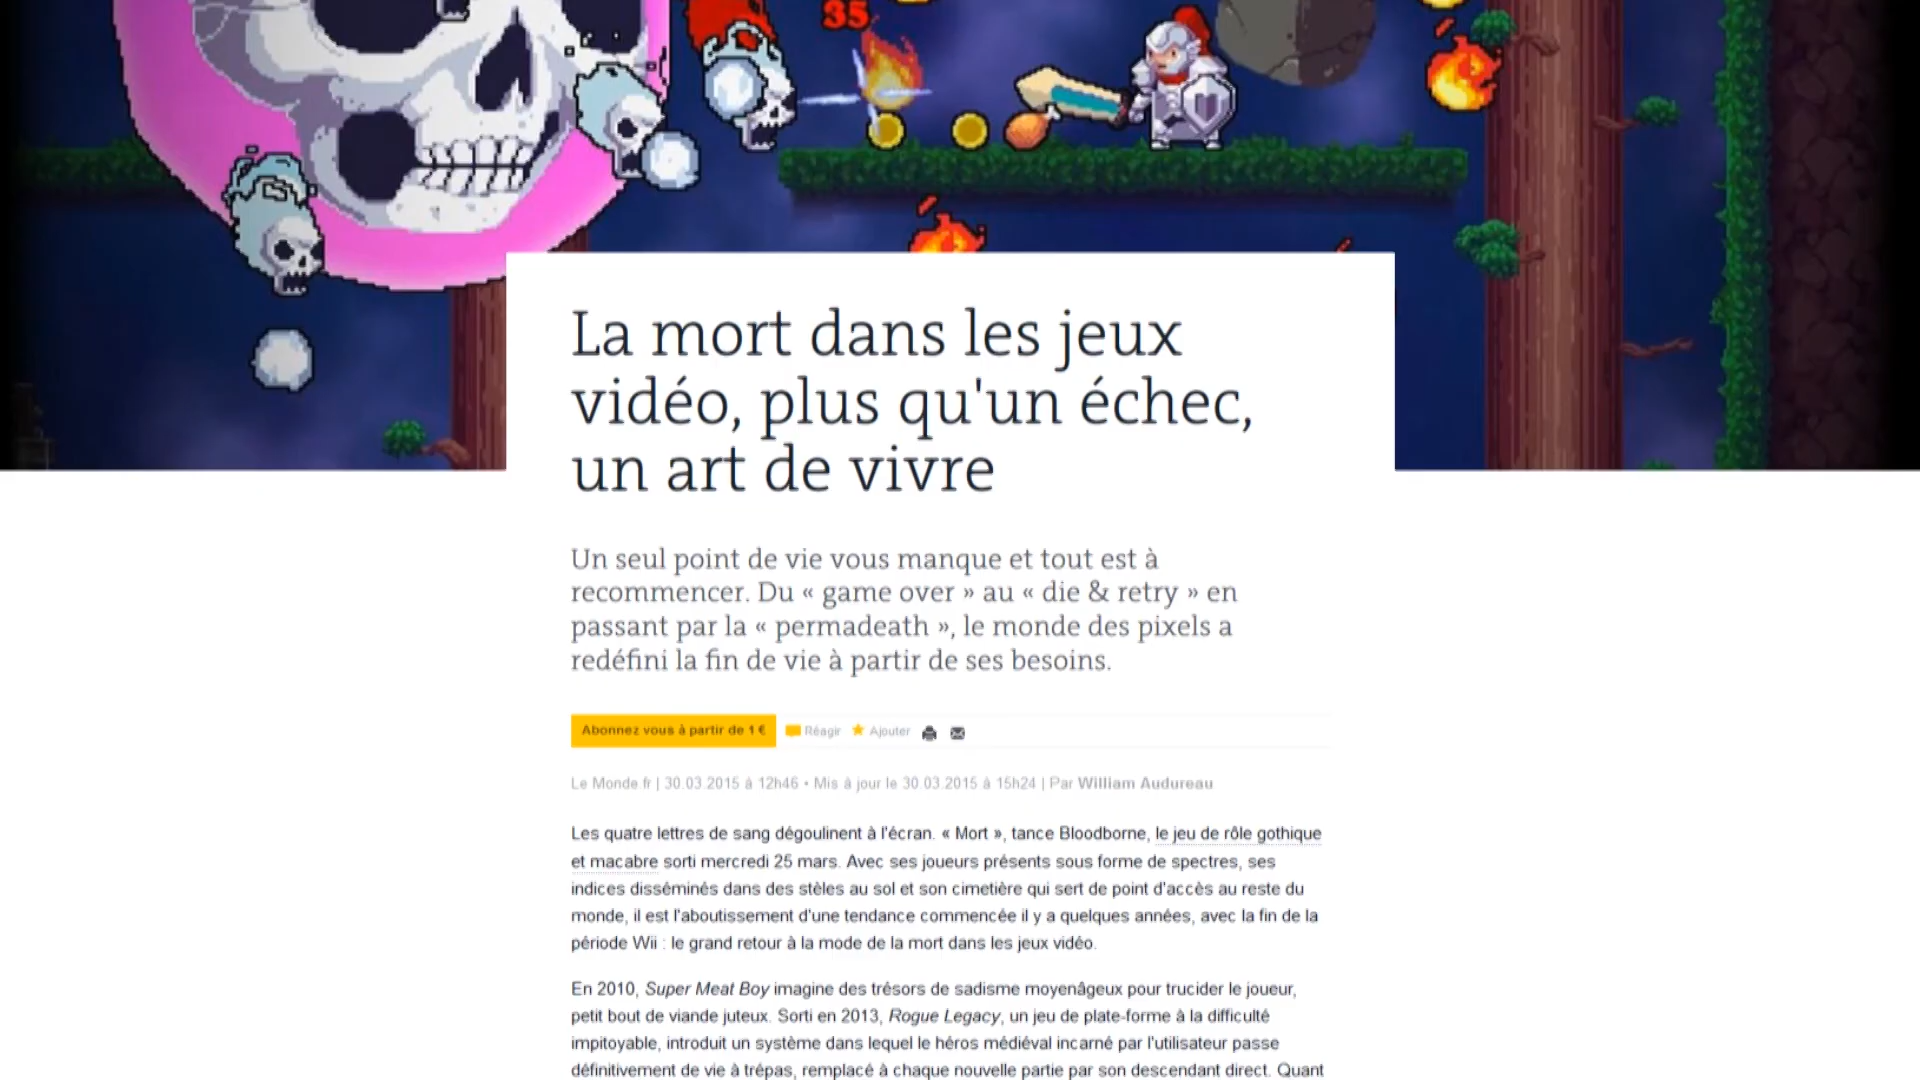 35
La mort dans les jeux
vidéo, plus qu'un échec,
un art de vivre
Un seul point de vie vous manque et tout est à
recommencer. Du « game over » au « die & retry » en
passant par la « permadeath », le monde des pixels a
redéfini la fin de vie à partir de ses besoins.
Abonnez vous à partir de 1 € Réagir Ajouter
Le Monde.fr | 30.03.2015 à 12h46 • Mis à jour le 30.03.2015 à 15h24 | Par William Audureau
Les quatre lettres de sang dégoulinent à l'écran. « Mort », tance Bloodborne, le jeu de rôle gothique
et macabre sorti mercredi 25 mars. Avec ses joueurs présents sous forme de spectres, ses
indices disséminés dans des stèles au sol et son cimetière qui sert de point d'accès au reste du
monde, il est l'aboutissement d'une tendance commencée il y a quelques années, avec la fin de la
période Wii : le grand retour à la mode de la mort dans les jeux vidéo.
En 2010, Super Meat Boy imagine des trésors de sadisme moyenâgeux pour trucider le joueur,
petit bout de viande juteux. Sorti en 2013, Rogue Legacy, un jeu de plate-forme à la difficulté
impitoyable, introduit un système dans lequel le héros médiéval incarné par l'utilisateur passe
définitivement de vie à trépas, remplacé à chaque nouvelle partie par son descendant direct. Quant